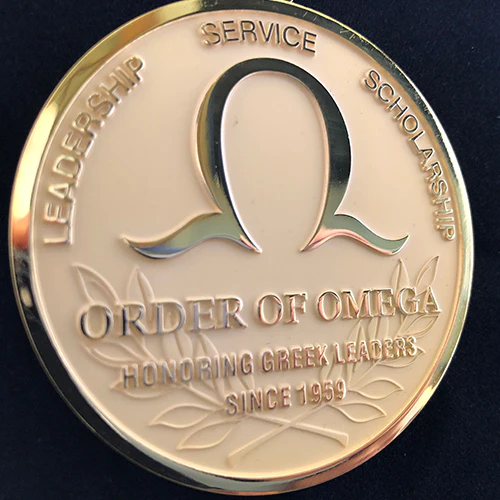 LEADERSHIP
SERVICE
SCHOLARSHIP
ORDER OF OMEGA
HONORING GREEK LEADERS
SINCE 1959